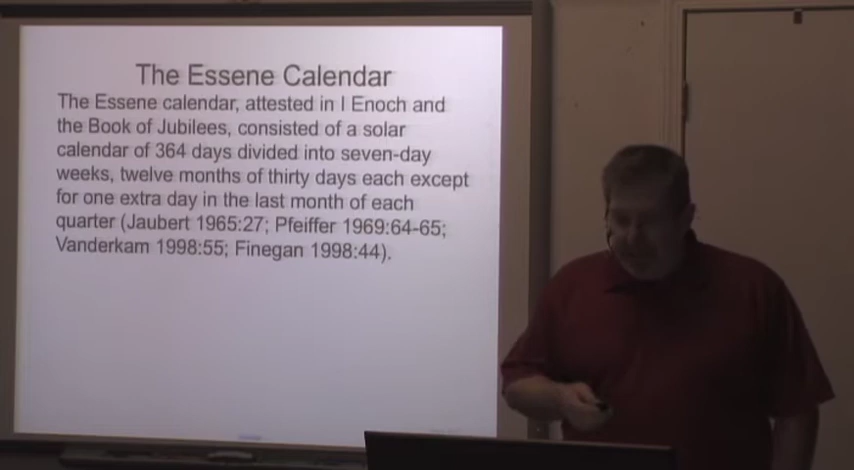 The Essene Calendar
The Essene calendar, attested in I Enoch and
the Book of Jubilees, consisted of a solar
calendar of 364 days divided into seven-day
weeks, twelve months of thirty days each except
for one extra day in the last month of each
quarter (Jaubert 1965:27; Pfeiffer 1969:64-65;
Vanderkam 1998:55; Finegan 1998:44).